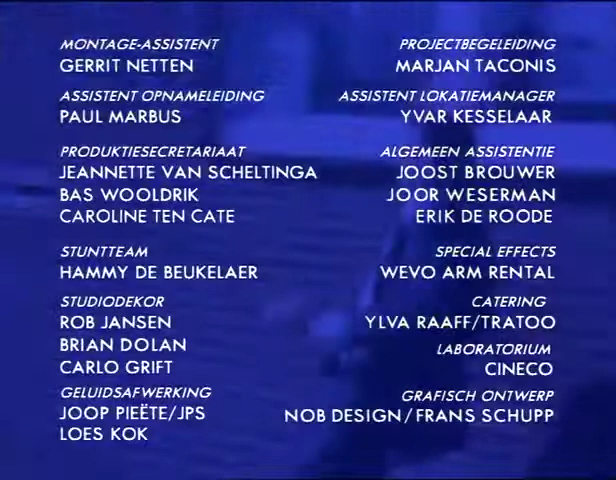 MONTAGE-ASSISTENT
GERRIT NETTEN
ASSISTENT OPNAMELEIDING
PAUL MARBUS
PRODUKTIESECRETARIAAT
JEANNETTE VAN SCHELTINGA
BAS WOOLDRIK
CAROLINE TEN CATE
STUNTTEAM
HAMMY DE BEUKELAER
STUDIODEKOR
ROB JANSEN
BRIAN DOLAN
CARLO GRIFT
GELUIDSAFWERKING
JOOP PIEËTE/JPS
LOES KOK
PROJECTBEGELEIDING
MARJAN TACONIS
ASSISTENT LOKATIEMANAGER
YVAR KESSELAAR
ALGEMEEN ASSISTENTIE
JOOST BROUWER
JOOR WESERMAN
ERIK DE ROODE
SPECIAL EFFECTS
WEVO ARM RENTAL
CATERING
YLVA RAAFF/TRATOO
LABORATORIUM
CINECO
GRAFISCH ONTWERP
NOB DESIGN/FRANS SCHUPP